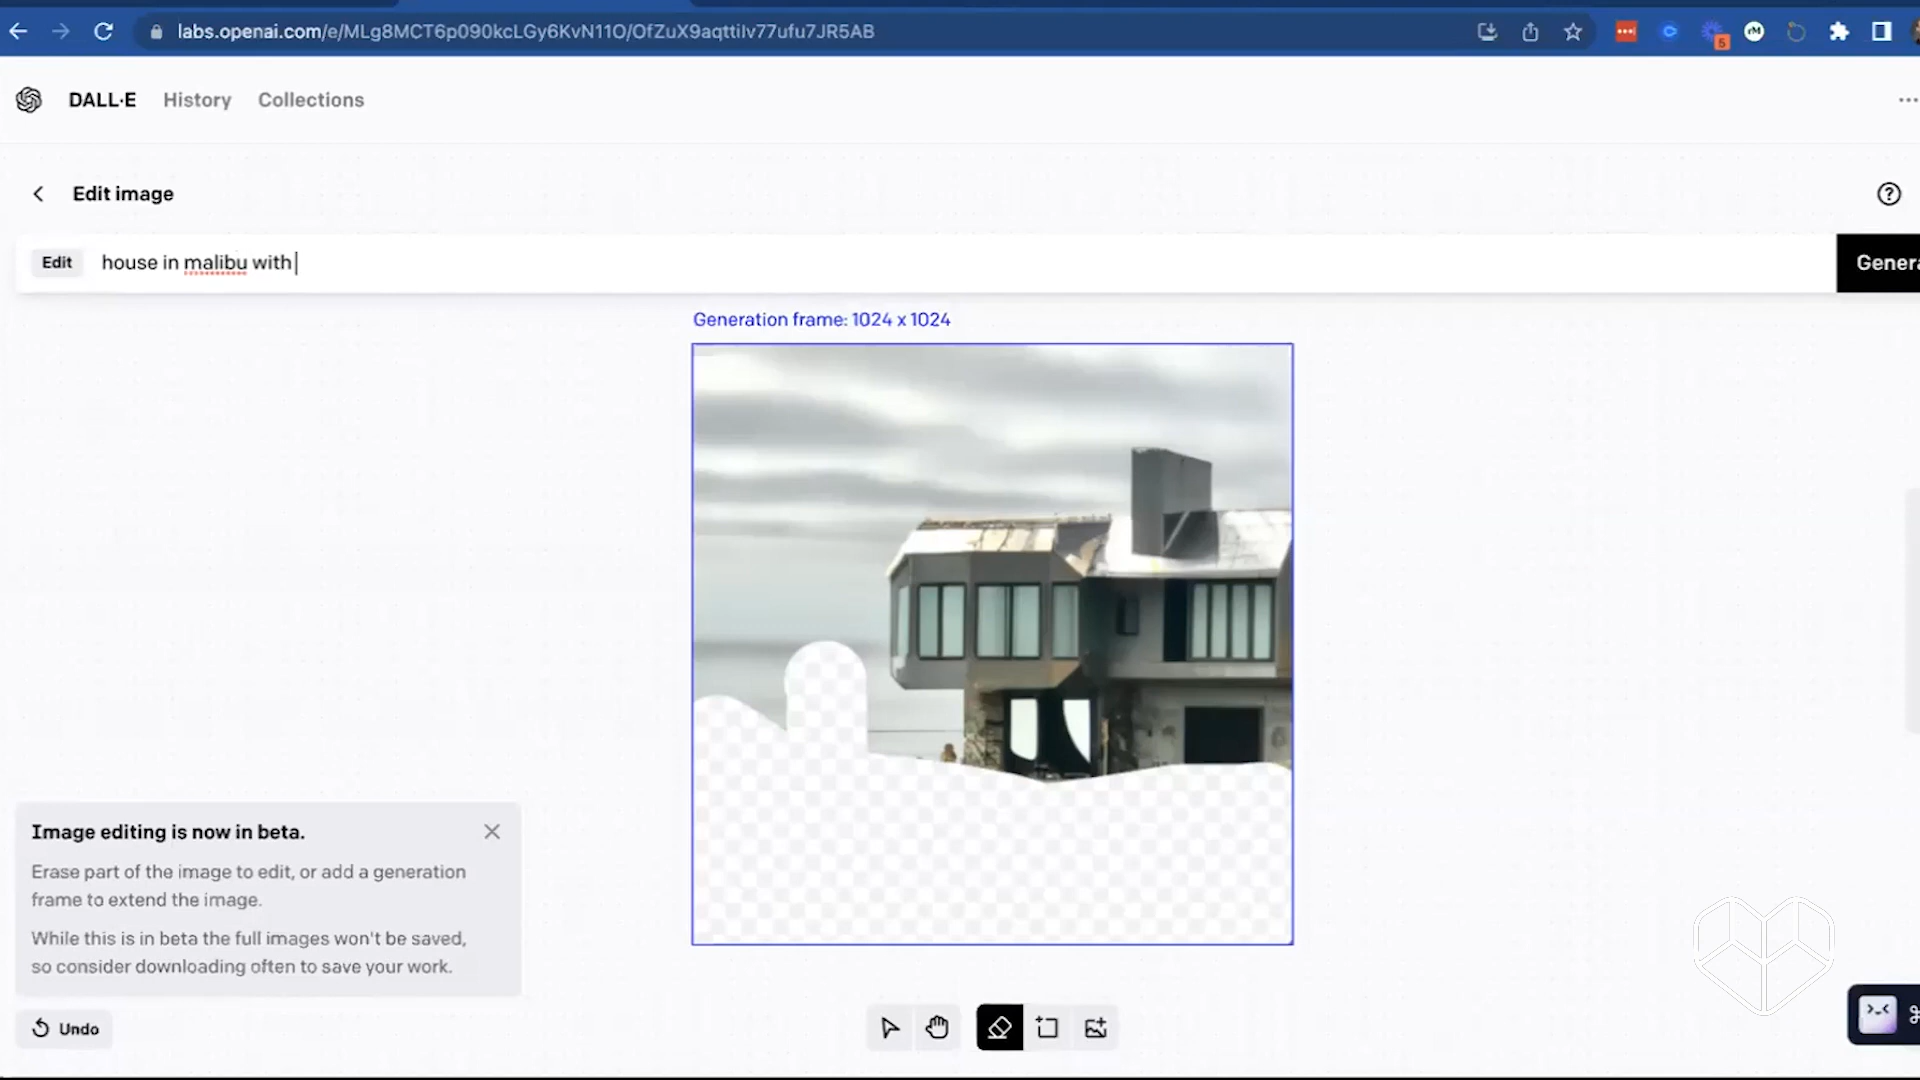 labs.openai.com/e/MLg8MCT6p090kcLGy6KvN11O/OfZuX9aqttiIv77ufu7JR5AB
5
DALL·E History Collections
Edit image
Edit house in malibu with
Genera
Generation frame: 1024 x 1024
Image editing is now in beta.
Erase part of the image to edit, or add a generation
frame to extend the image.
While this is in beta the full images won't be saved,
so consider downloading often to save your work.
Undo